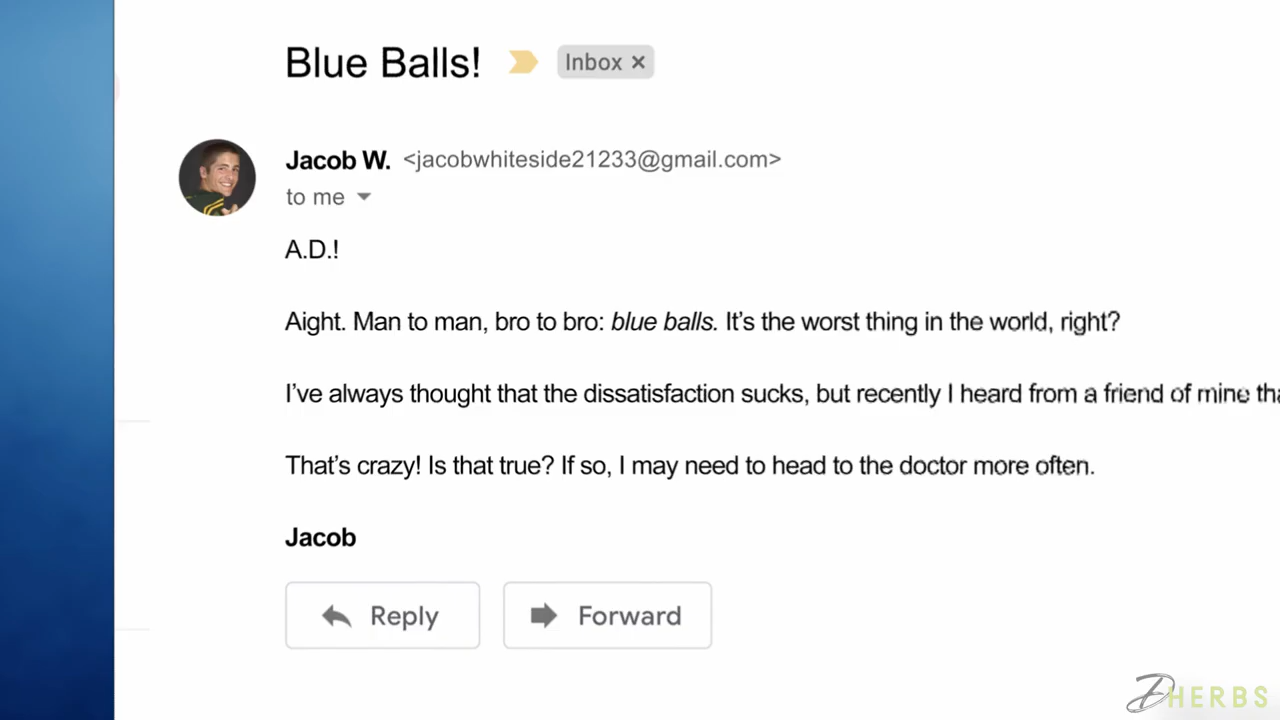 Blue Balls! Inbox ×
Jacob W. <jacobwhiteside21233@gmail.com>
to me
A.D.!
Aight. Man to man, bro to bro: blue balls. It's the worst thing in the world, right?
I've always thought that the dissatisfaction sucks, but recently I heard from a friend of mine
That's crazy! Is that true? If so, I may need to head to the doctor more often.
Jacob
Reply Forward
DHERBS